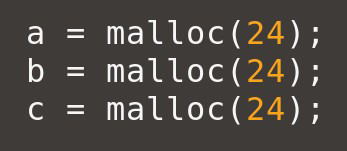 a = malloc(24);
b = malloc(24);
c = malloc(24);